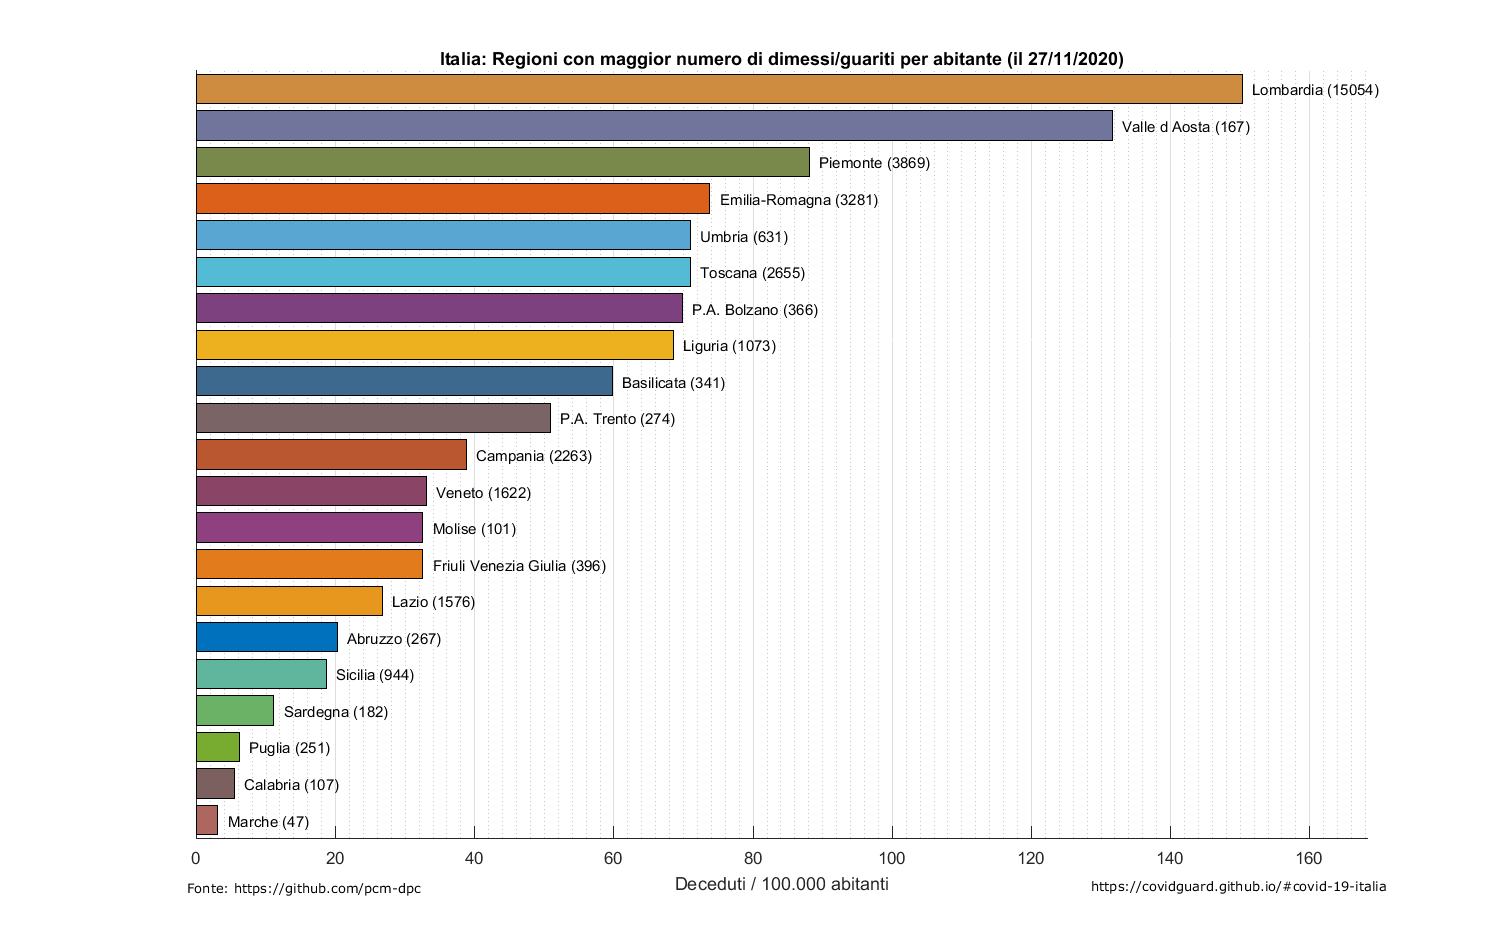 Italia: Regioni con maggior numero di dimessi/guariti per abitante (il 27/11/2020)
Lombardia (15054)
Valle d Aosta (167)
Piemonte (3869)
Emilia-Romagna (3281)
Umbria (631)
Toscana (2655)
P.A. Bolzano (366)
Liguria (1073)
Basilicata (341)
P.A. Trento (274)
Campania (2263)
Veneto (1622)
Molise (101)
Friuli Venezia Giulia (396)
Lazio (1576)
Abruzzo (267)
Sicilia (944)
Sardegna (182)
Puglia (251)
Calabria (107)
Marche (47)
0 20 40 60 80 100 120 140 160
Deceduti / 100.000 abitanti
Fonte: https://github.com/pcm-dpc
https://covidguard.github.io/#covid-19-italia